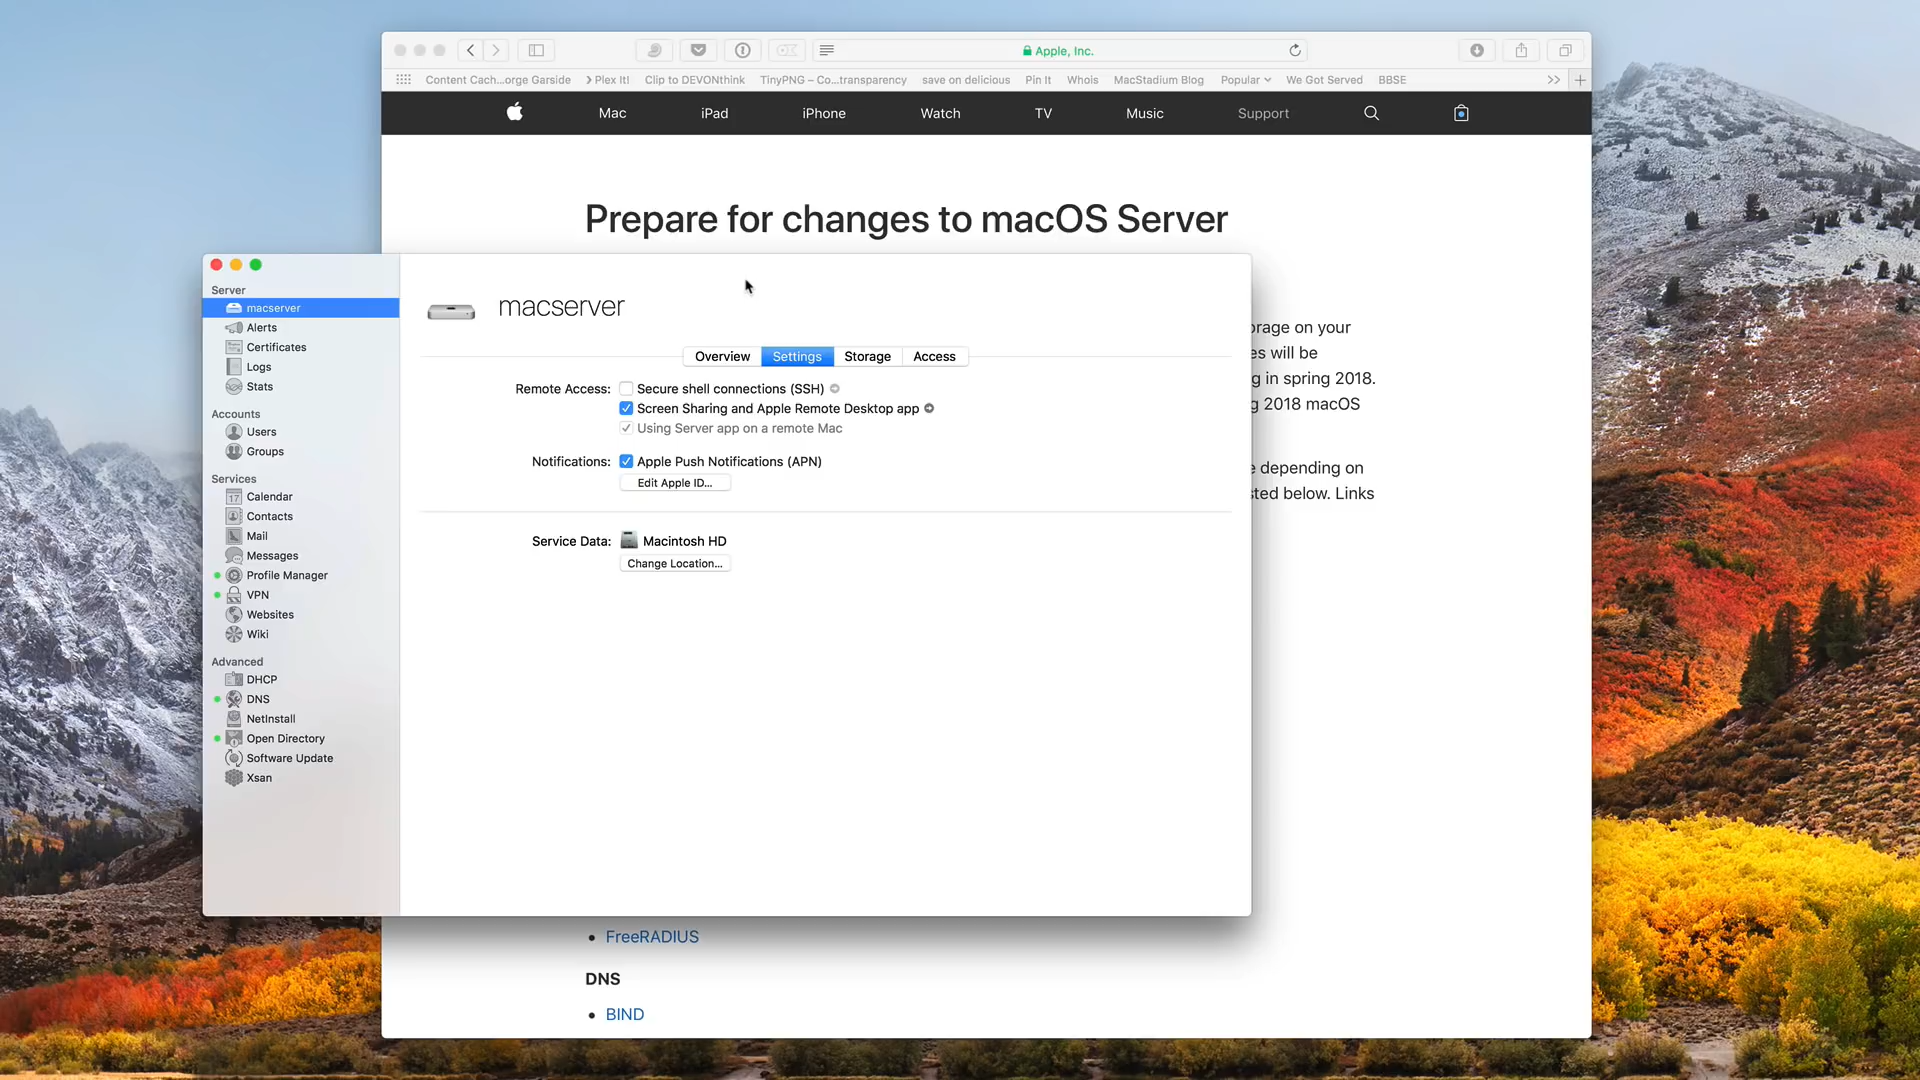 Apple, Inc.
Content Cach...orge Garside
Plex It!
Clip to DEVONthink
TinyPNG – Co...transparency
save on delicious
Pin It
Whois
MacStadium Blog
Popular
We Got Served
BBSE
Mac
iPad
iPhone
Watch
TV
Music
Support
Prepare for changes to macOS Server
Server
macserver
Alerts
Certificates
Logs
Stats
Accounts
Users
Groups
Services
17 Calendar
Contacts
Mail
Messages
Profile Manager
VPN
Websites
Wiki
Advanced
DHCP
DNS
NetInstall
Open Directory
Software Update
Xsan
macserver
Overview
Settings
Storage
Access
Remote Access: Secure shell connections (SSH)
Screen Sharing and Apple Remote Desktop app
Using Server app on a remote Mac
Notifications: Apple Push Notifications (APN)
Edit Apple ID...
Service Data: Macintosh HD
Change Location...
orage on your
es will be
g in spring 2018.
g 2018 macOS
e depending on
sted below. Links
• FreeRADIUS
DNS
• BIND